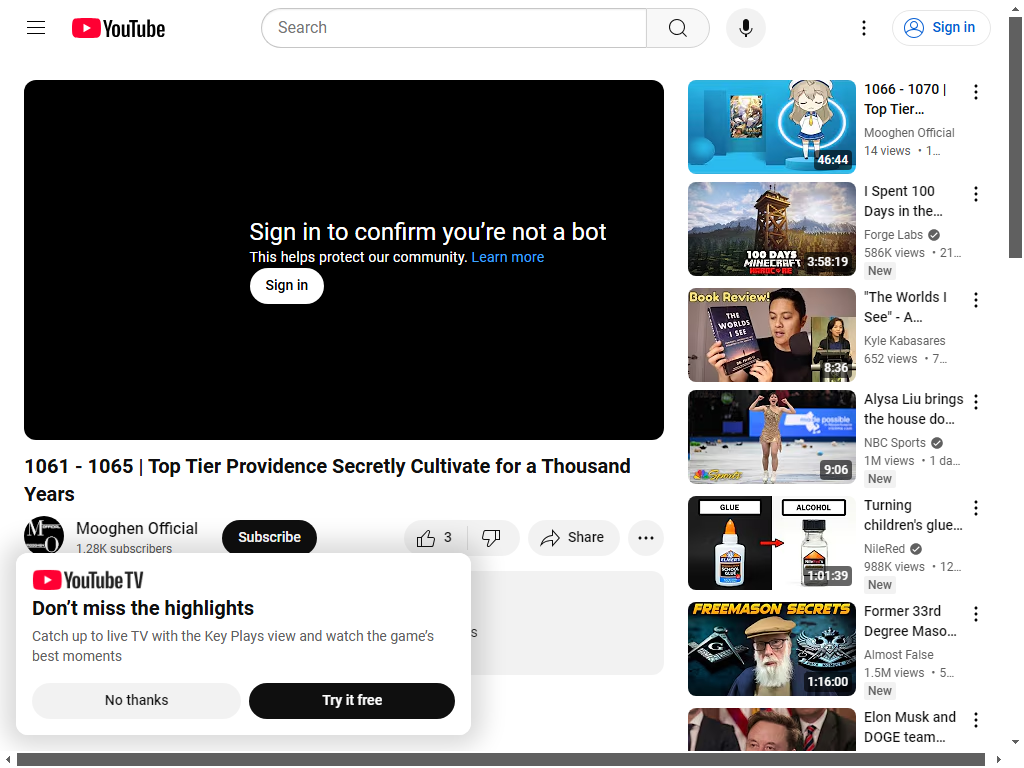 YouTube
Search
Sign in
Sign in to confirm you’re not a bot
This helps protect our community. Learn more
Sign in
1061 - 1065 | Top Tier Providence Secretly Cultivate for a Thousand
Years
Mooghen Official
1.28K subscribers
Subscribe
3
Share
s
YouTube TV
Don’t miss the highlights
Catch up to live TV with the Key Plays view and watch the game’s
best moments
No thanks
Try it free
46:44
1066 - 1070 |
Top Tier…
Mooghen Official
14 views • 1…
100 DAYS
MINECRAFT
HARDCORE
3:58:19
I Spent 100
Days in the…
Forge Labs
586K views • 21…
New
Book Review!
THE
WORLDS
I SEE
8:36
"The Worlds I
See" - A…
Kyle Kabasares
652 views • 7…
made possible
Sports
9:06
Alysa Liu brings
the house do…
NBC Sports
1M views • 1 da…
New
GLUE
ALCOHOL
1:01:39
Turning
children's glue…
NileRed
988K views • 12…
New
FREEMASON SECRETS
G
1:16:00
Former 33rd
Degree Maso…
Almost False
1.5M views • 5…
New
Elon Musk and
DOGE team…